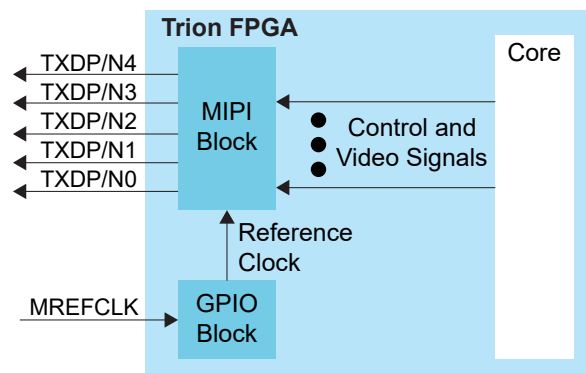 Trion FPGA
TXDP/N4
TXDP/N3
TXDP/N2
TXDP/N1
TXDP/N0
MIPI
Block
Control and
Video Signals
Core
Reference
Clock
MREFCLK
GPIO
Block